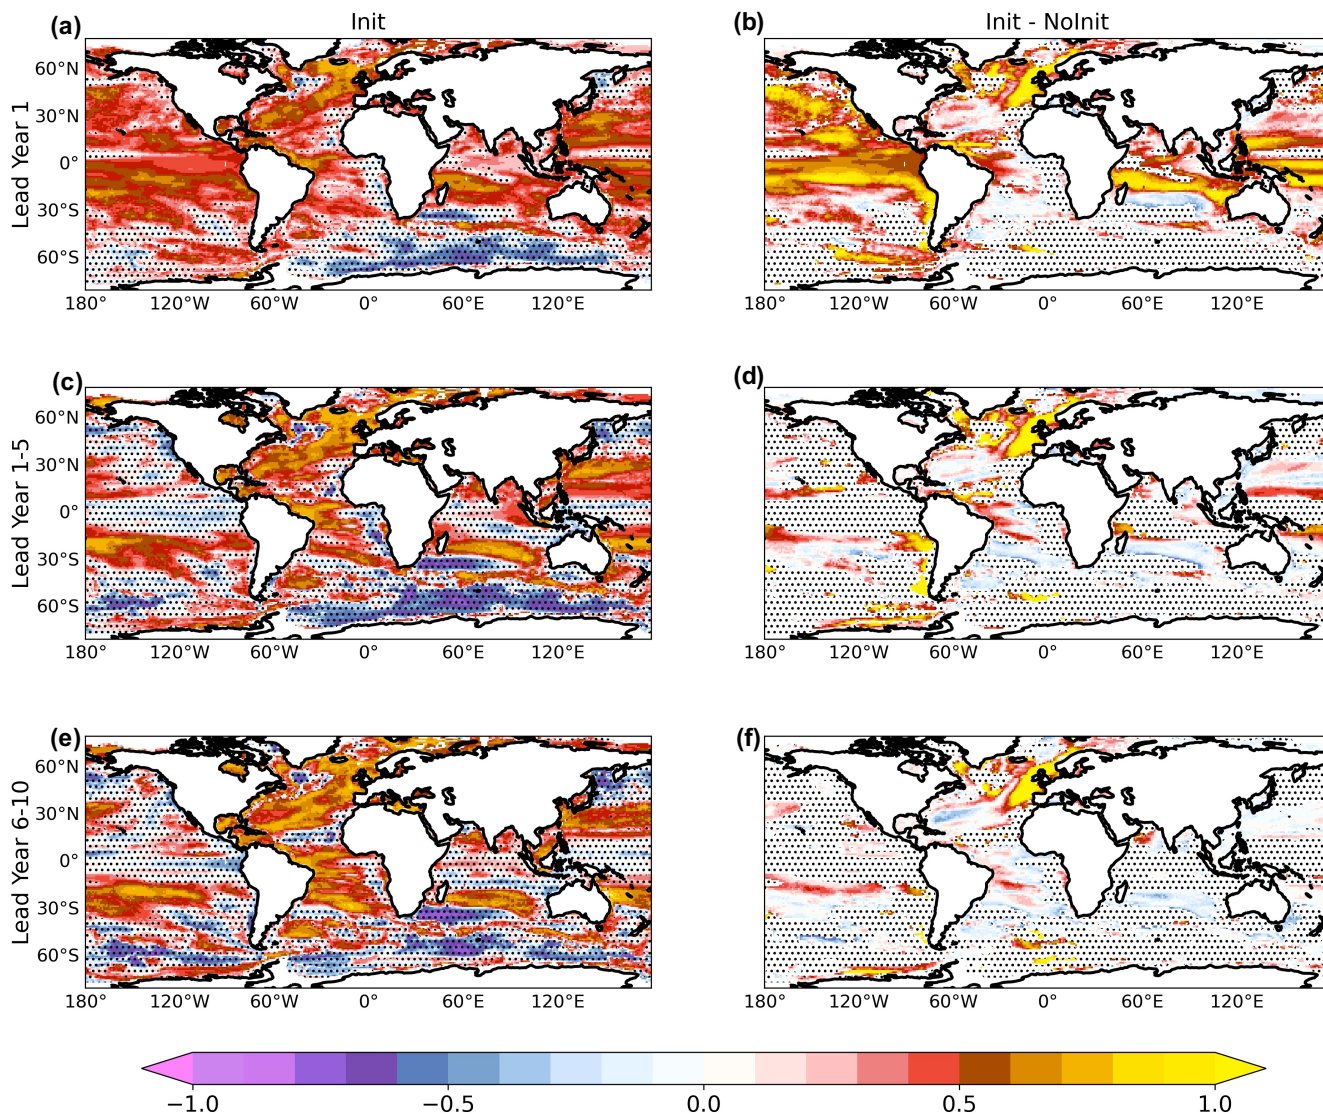 (a) Init (b) Init - NoInit
Lead Year 1
60°N
30°N
0°
30°S
60°S
180° 120°W 60°W 0° 60°E 120°E
180° 120°W 60°W 0° 60°E 120°E
(c) (d)
Lead Year 1-5
60°N
30°N
0°
30°S
60°S
180° 120°W 60°W 0° 60°E 120°E
180° 120°W 60°W 0° 60°E 120°E
(e) (f)
Lead Year 6-10
60°N
30°N
0°
30°S
60°S
180° 120°W 60°W 0° 60°E 120°E
180° 120°W 60°W 0° 60°E 120°E
−1.0 −0.5 0.0 0.5 1.0